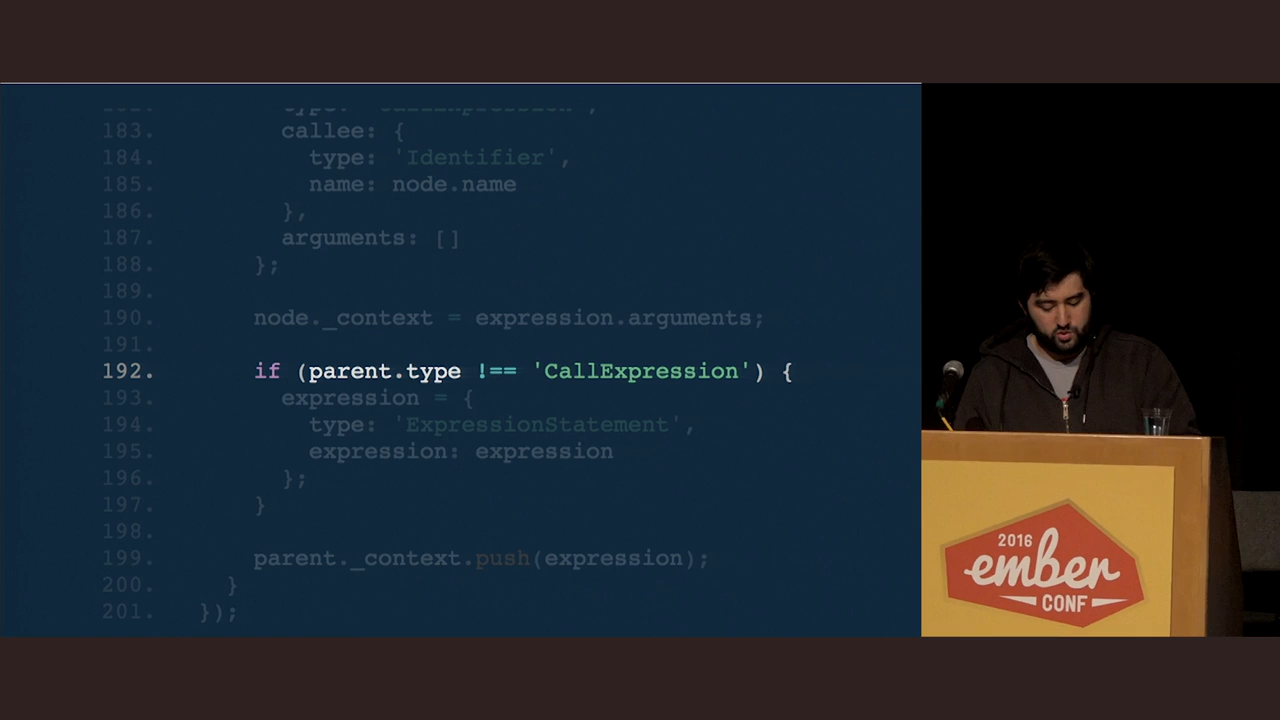 183. callee: {
184. type: 'Identifier',
185. name: node.name
186. },
187. arguments: []
188. };
189.
190. node._context = expression.arguments;
191.
192. if (parent.type !== 'CallExpression') {
193. expression = {
194. type: 'ExpressionStatement',
195. expression: expression
196. };
197. }
198.
199. parent._context.push(expression);
200. }
201. });
2016
ember
CONF